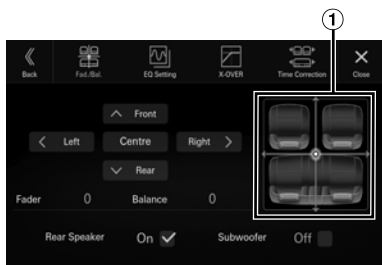 1
Back Fad./Bal. EQ Setting X-OVER Time Correction Close
Front
Left Centre Right
Rear
Fader 0 Balance 0
Rear Speaker On Subwoofer Off